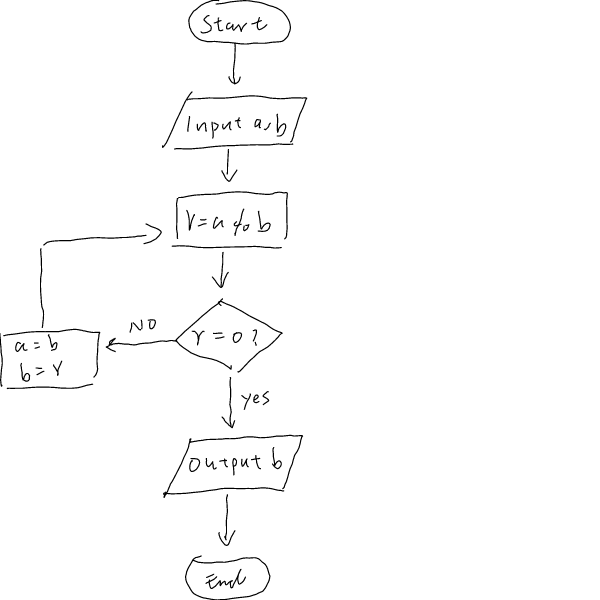 Start
Input a,b
r=a % b
r=0?
NO
a=b
b=r
yes
Output b
End